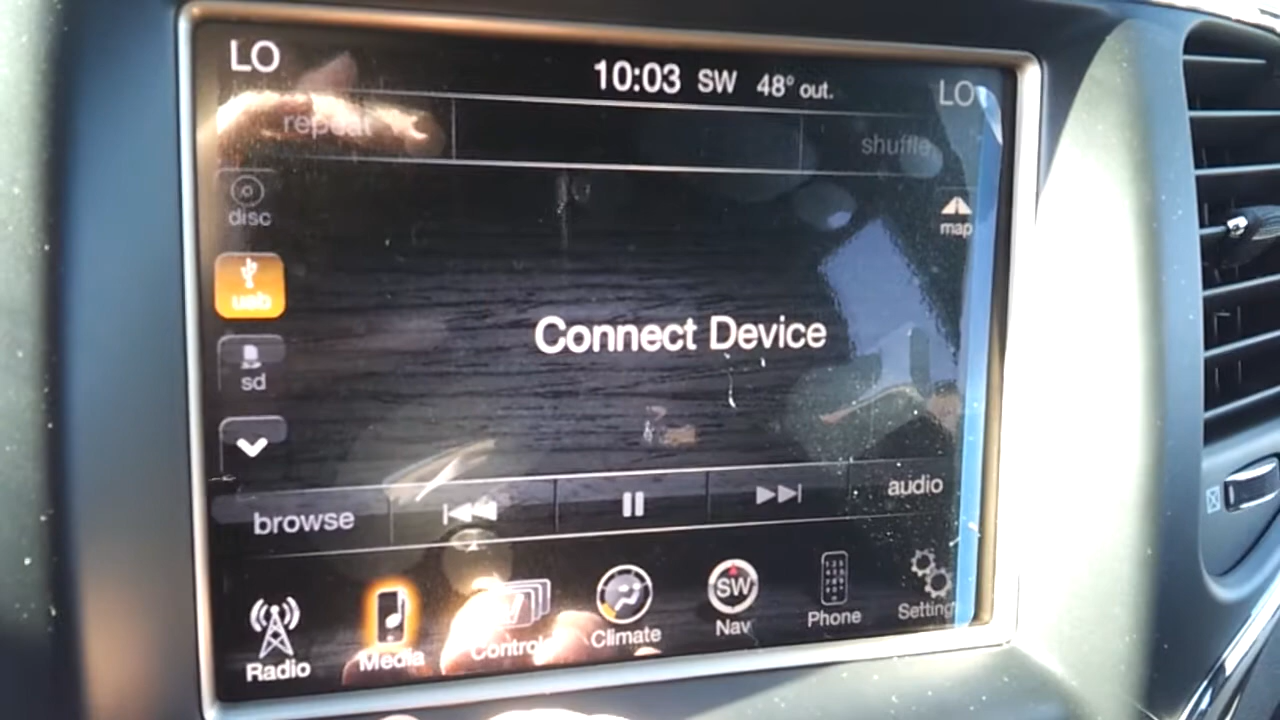 LO
10:03 SW 48° out.
LO
repeat
shuffle
disc
map
usb
Connect Device
sd
browse
audio
Radio
Media
Controls
Climate
SW
Nav
Phone
Settings